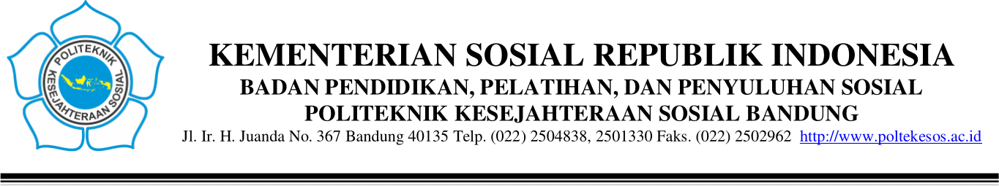 POLITEKNIK
KESEJAHTERAAN SOSIAL
KEMENTERIAN SOSIAL REPUBLIK INDONESIA
BADAN PENDIDIKAN, PELATIHAN, DAN PENYULUHAN SOSIAL
POLITEKNIK KESEJAHTERAAN SOSIAL BANDUNG
Jl. Ir. H. Juanda No. 367 Bandung 40135 Telp. (022) 2504838, 2501330 Faks. (022) 2502962 http://www.poltekesos.ac.id